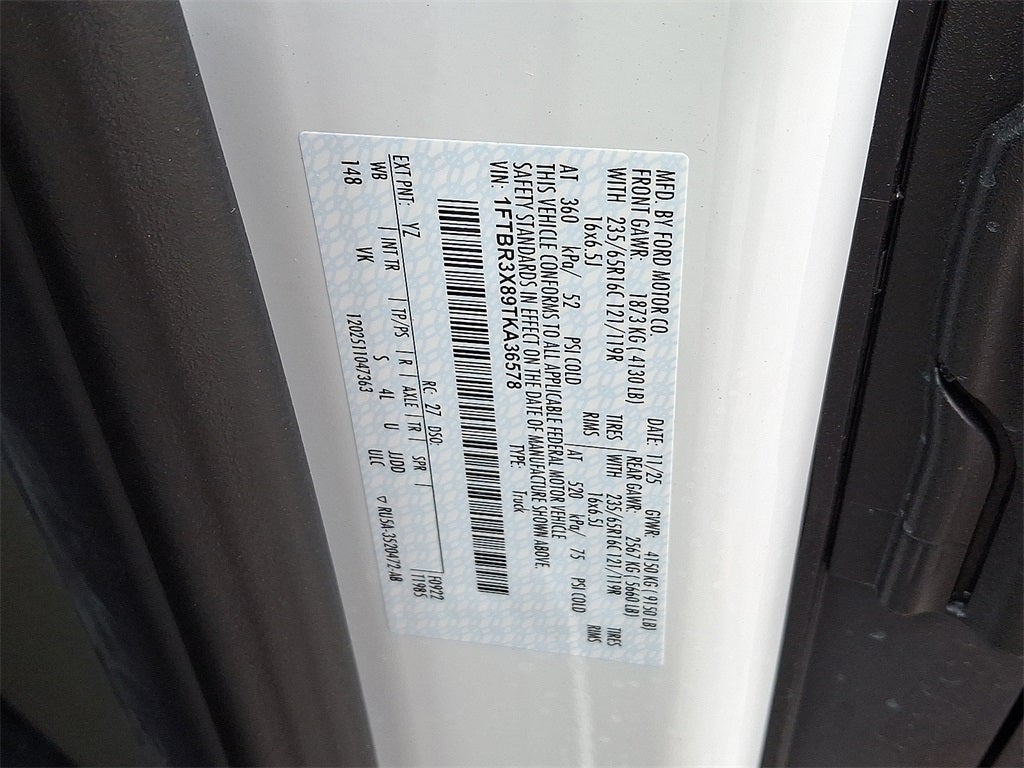 MFD. BY FORD MOTOR CO. DATE: 11/25 GVWR: 4150 KG ( 9150 LB)
FRONT GAWR: 1873 KG ( 4130 LB) REAR GAWR: 2567 KG ( 5660 LB)
WITH 235/65R16C 121/119R TIRES WITH 235/65R16C 121/119R TIRES
16x6.5J RIMS 16x6.5J RIMS
AT 360 kPa/ 52 PSI COLD AT 520 kPa/ 75 PSI COLD
THIS VEHICLE CONFORMS TO ALL APPLICABLE FEDERAL MOTOR VEHICLE
SAFETY STANDARDS IN EFFECT ON THE DATE OF MANUFACTURE SHOWN ABOVE.
VIN: 1FTBR3X89TKA36578 TYPE: Truck
EXT PNT: YZ RC: 27 DSO: F0922
WB INT TR TP/PS R AXLE TR SPR T1985
148 VK S 4L U JJDD
1202511047363 UIC ▽ RU5A-3520472-AB